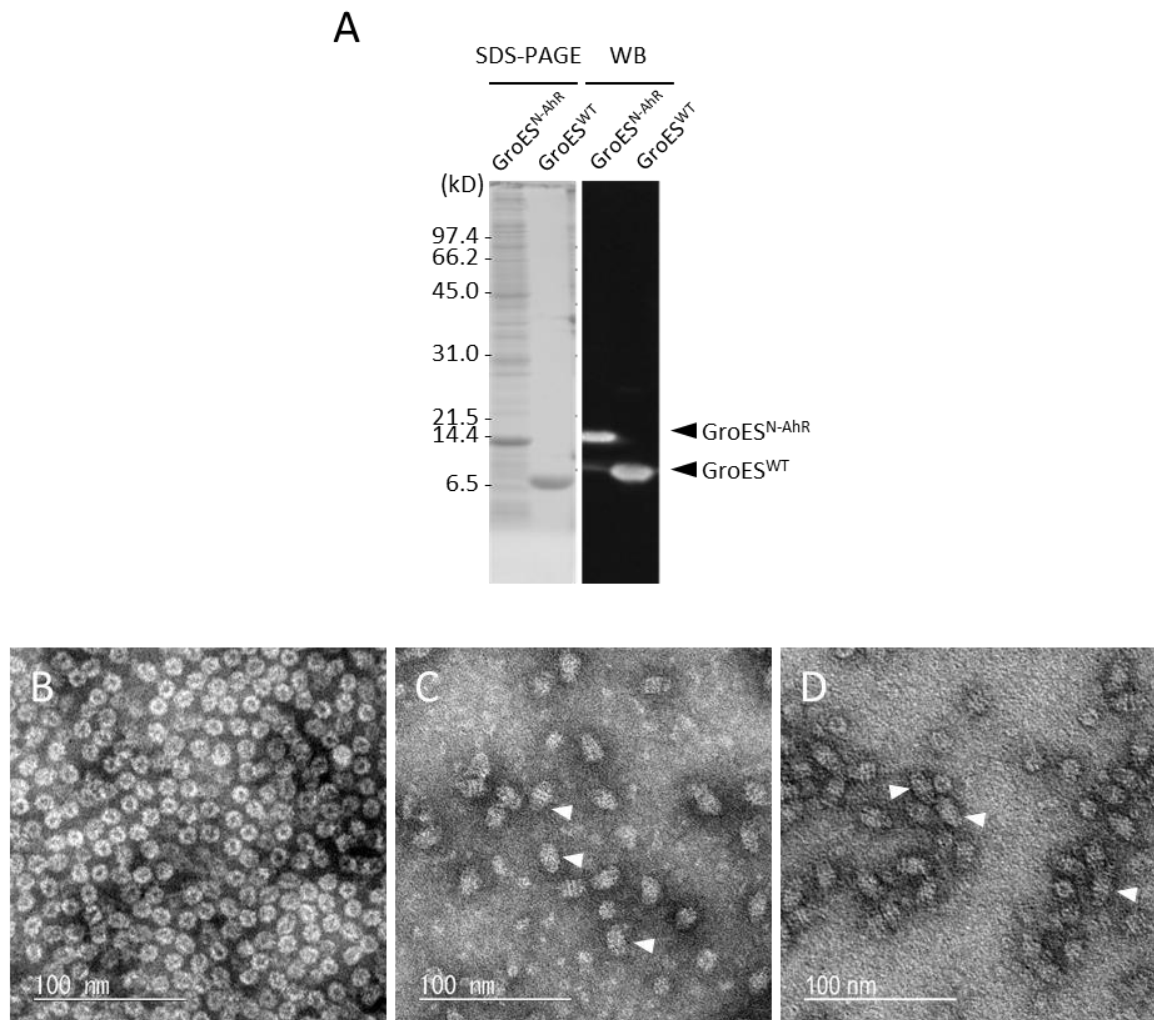 A
SDS-PAGE WB
GroES^N-AhR GroES^WT GroES^N-AhR GroES^WT
(kD)
97.4 -
66.2 -
45.0 -
31.0 -
21.5
14.4 -
6.5 -
GroES^N-AhR
GroES^WT
B C D
100 nm 100 nm 100 nm